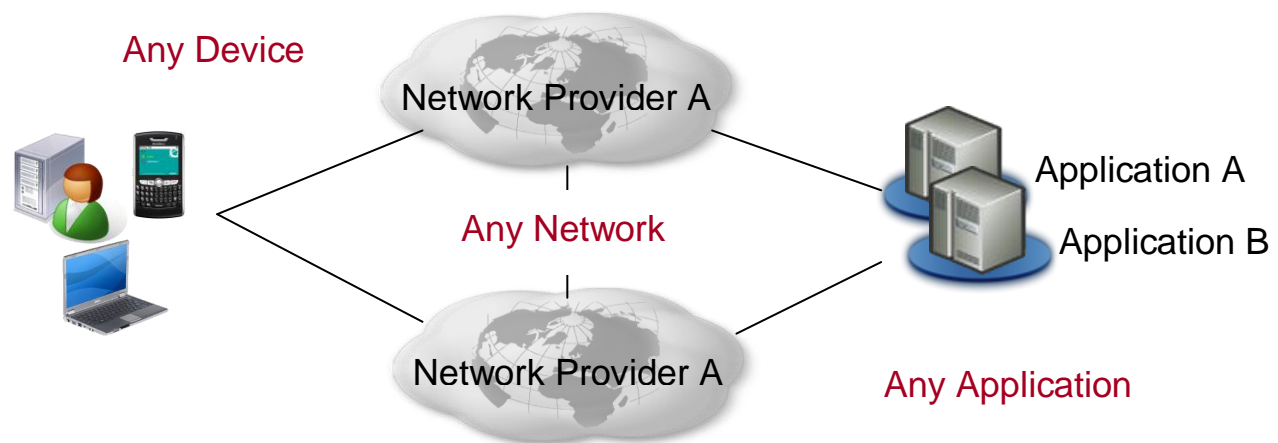 Any Device
Network Provider A
Application A
Any Network
Application B
Network Provider A
Any Application